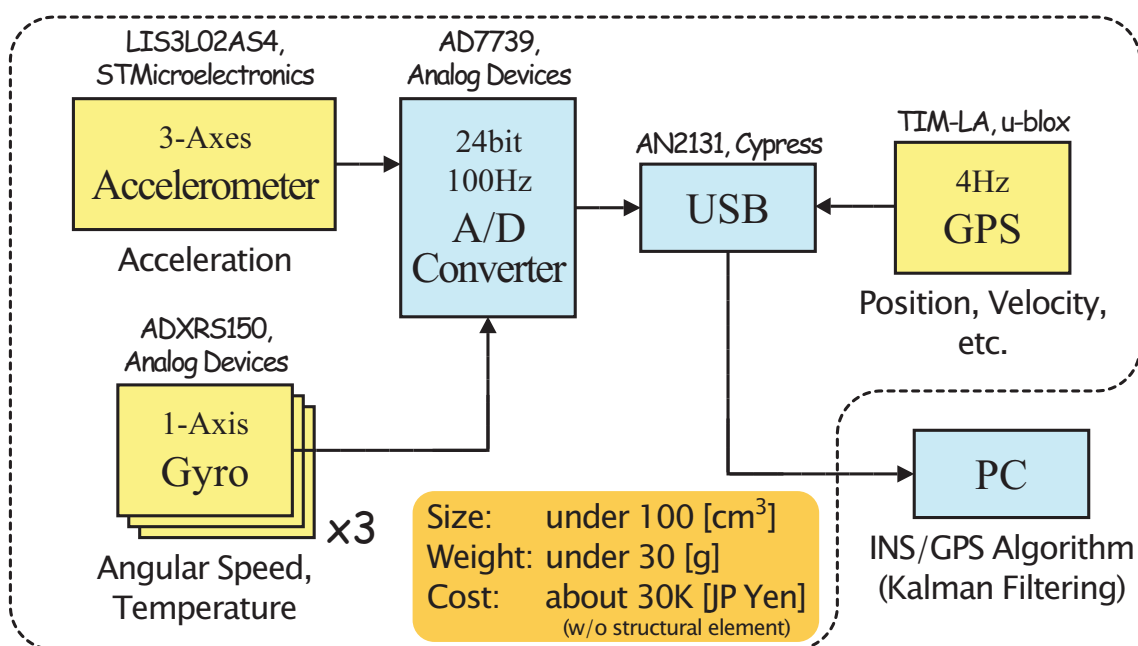 LIS3L02AS4,
STMicroelectronics
3-Axes
Accelerometer
Acceleration
AD7739,
Analog Devices
24bit
100Hz
A/D
Converter
AN2131, Cypress
USB
TIM-LA, u-blox
4Hz
GPS
Position, Velocity,
etc.
ADXRS150,
Analog Devices
1-Axis
Gyro
x3
Angular Speed,
Temperature
Size: under 100 [cm³]
Weight: under 30 [g]
Cost: about 30K [JP Yen]
(w/o structural element)
PC
INS/GPS Algorithm
(Kalman Filtering)